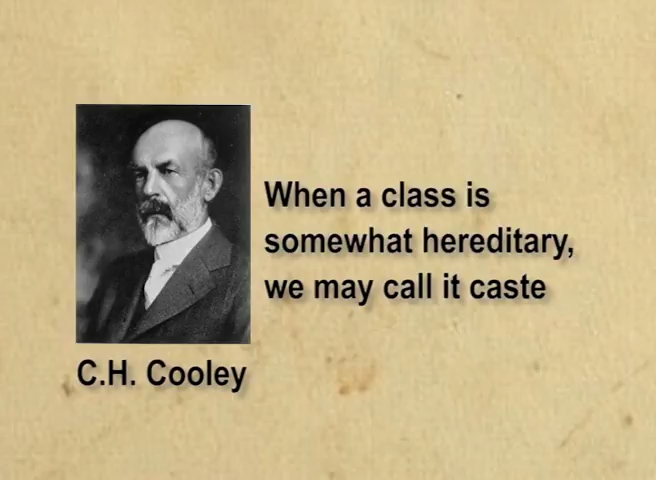 When a class is
somewhat hereditary,
we may call it caste
C.H. Cooley